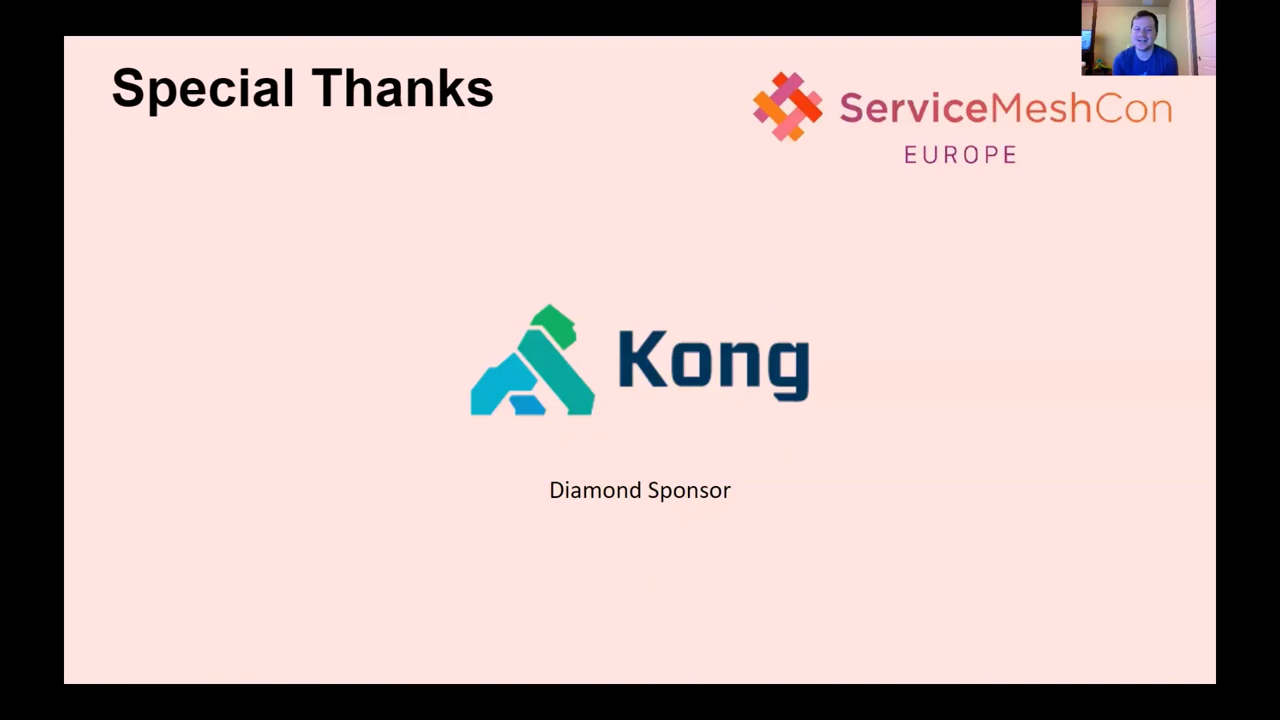 Special Thanks
ServiceMeshCon
EUROPE
Kong
Diamond Sponsor